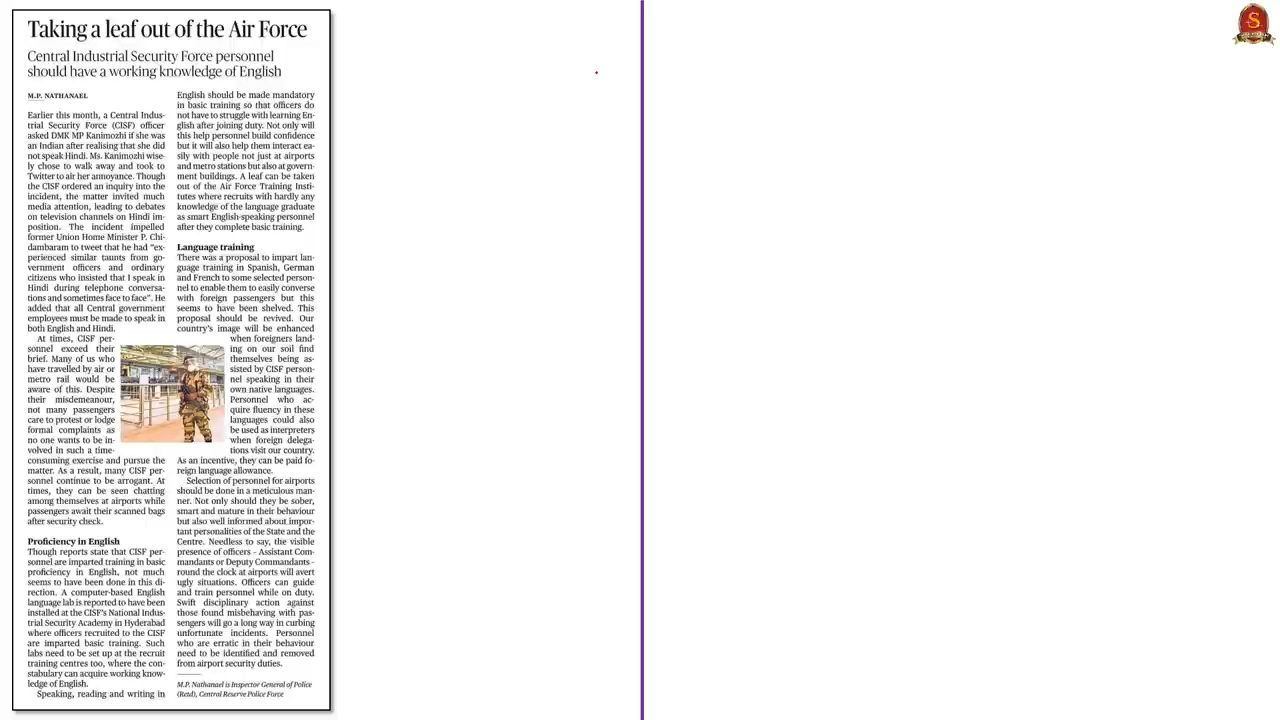 Taking a leaf out of the Air Force
Central Industrial Security Force personnel
should have a working knowledge of English
M.P. NATHANAEL
Earlier this month, a Central Indus-
trial Security Force (CISF) officer
asked DMK MP Kanimozhi if she was
an Indian after realising that she did
not speak Hindi. Ms. Kanimozhi wise-
ly chose to walk away and took to
Twitter to air her annoyance. Though
the CISF ordered an inquiry into the
incident, the matter invited much
media attention, leading to debates
on television channels on Hindi im-
position. The incident impelled
former Union Home Minister P. Chi-
dambaram to tweet that he had “ex-
perienced similar taunts from go-
vernment officers and ordinary
citizens who insisted that I speak in
Hindi during telephone conversa-
tions and sometimes face to face”. He
added that all Central government
employees must be made to speak in
both English and Hindi.
At times, CISF per-
sonnel exceed their
brief. Many of us who
have travelled by air or
metro rail would be
aware of this. Despite
their misdemeanour,
not many passengers
care to protest or lodge
formal complaints as
no one wants to be in-
volved in such a time-
consuming exercise and pursue the
matter. As a result, many CISF per-
sonnel continue to be arrogant. At
times, they can be seen chatting
among themselves at airports while
passengers await their scanned bags
after security check.
Proficiency in English
Though reports state that CISF per-
sonnel are imparted training in basic
proficiency in English, not much
seems to have been done in this di-
rection. A computer-based English
language lab is reported to have been
installed at the CISF's National Indus-
trial Security Academy in Hyderabad
where officers recruited to the CISF
are imparted basic training. Such
labs need to be set up at the recruit
training centres too, where the con-
stabulary can acquire working know-
ledge of English.
Speaking, reading and writing in
English should be made mandatory
in basic training so that officers do
not have to struggle with learning En-
glish after joining duty. Not only will
this help personnel build confidence
but it will also help them interact ea-
sily with people not just at airports
and metro stations but also at govern-
ment buildings. A leaf can be taken
out of the Air Force Training Insti-
tutes where recruits with hardly any
knowledge of the language graduate
as smart English-speaking personnel
after they complete basic training.
Language training
There was a proposal to impart lan-
guage training in Spanish, German
and French to some selected person-
nel to enable them to easily converse
with foreign passengers but this
seems to have been shelved. This
proposal should be revived. Our
country's image will be enhanced
when foreigners land-
ing on our soil find
themselves being as-
sisted by CISF person-
nel speaking in their
own native languages.
Personnel who ac-
quire fluency in these
languages could also
be used as interpreters
when foreign delega-
tions visit our country.
As an incentive, they can be paid fo-
reign language allowance.
Selection of personnel for airports
should be done in a meticulous man-
ner. Not only should they be sober,
smart and mature in their behaviour
but also well informed about impor-
tant personalities of the State and the
Centre. Needless to say, the visible
presence of officers - Assistant Com-
mandants or Deputy Commandants -
round the clock at airports will avert
ugly situations. Officers can guide
and train personnel while on duty.
Swift disciplinary action against
those found misbehaving with pas-
sengers will go a long way in curbing
unfortunate incidents. Personnel
who are erratic in their behaviour
need to be identified and removed
from airport security duties.
M.P. Nathanael is Inspector General of Police
(Retd), Central Reserve Police Force
S